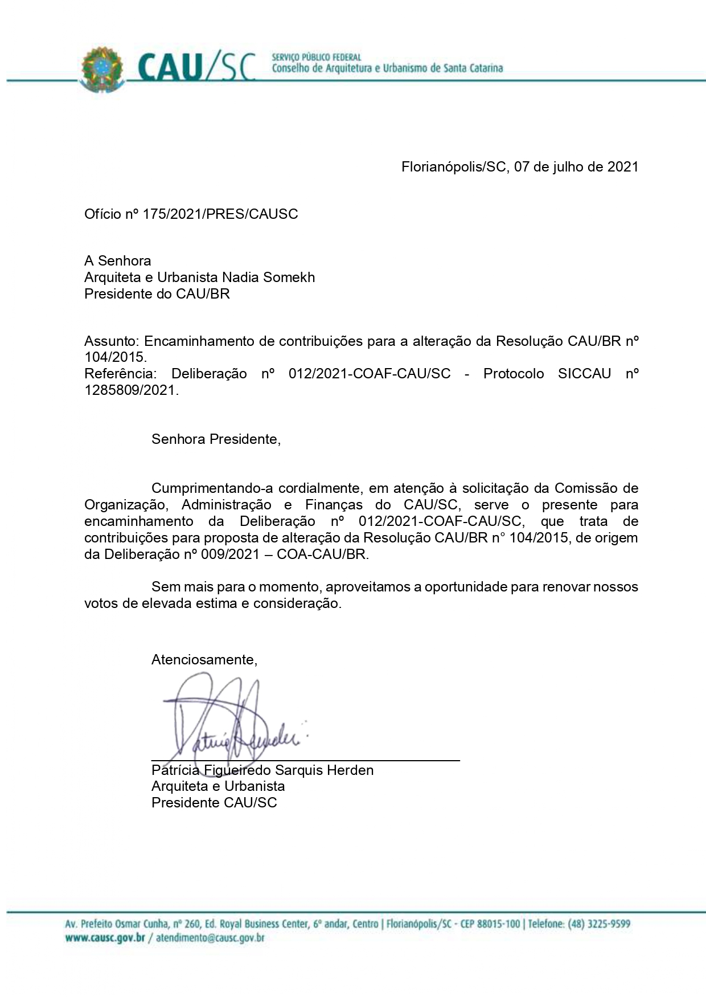 CAU/SC
SERVIÇO PÚBLICO FEDERAL
Conselho de Arquitetura e Urbanismo de Santa Catarina
Florianópolis/SC, 07 de julho de 2021
Ofício nº 175/2021/PRES/CAUSC
A Senhora
Arquiteta e Urbanista Nadia Somekh
Presidente do CAU/BR
Assunto: Encaminhamento de contribuições para a alteração da Resolução CAU/BR nº
104/2015.
Referência: Deliberação nº 012/2021-COAF-CAU/SC - Protocolo SICCAU nº
1285809/2021.
Senhora Presidente,
Cumprimentando-a cordialmente, em atenção à solicitação da Comissão de
Organização, Administração e Finanças do CAU/SC, serve o presente para
encaminhamento da Deliberação nº 012/2021-COAF-CAU/SC, que trata de
contribuições para proposta de alteração da Resolução CAU/BR n° 104/2015, de origem
da Deliberação nº 009/2021 – COA-CAU/BR.
Sem mais para o momento, aproveitamos a oportunidade para renovar nossos
votos de elevada estima e consideração.
Atenciosamente,
Patrícia Figueiredo Sarquis Herden
Arquiteta e Urbanista
Presidente CAU/SC
Av. Prefeito Osmar Cunha, nº 260, Ed. Royal Business Center, 6º andar, Centro | Florianópolis/SC - CEP 88015-100 | Telefone: (48) 3225-9599
www.causc.gov.br / atendimento@causc.gov.br